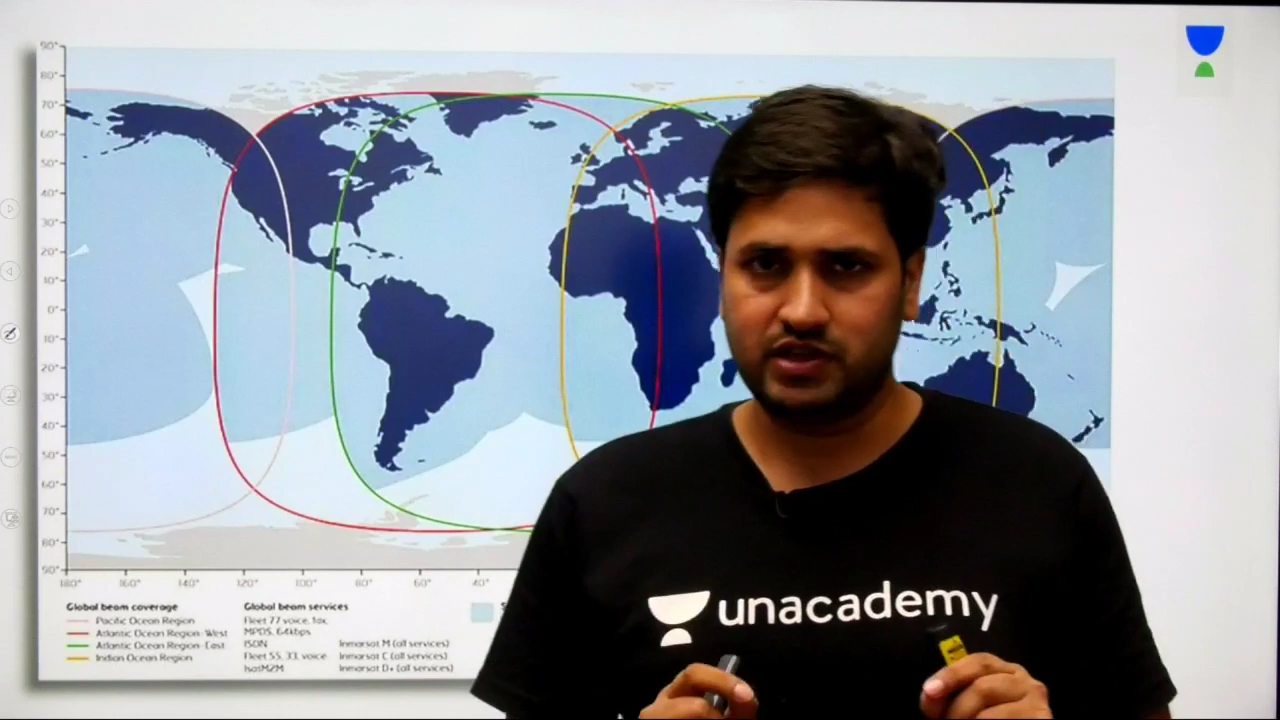 90°
80°
70°
60°
50°
40°
30°
20°
10°
0°
10°
20°
30°
40°
50°
60°
70°
80°
90°
180° 160° 140° 120° 100° 80° 60° 40°
Global beam coverage
Pacific Ocean Region
Atlantic Ocean Region-West
Atlantic Ocean Region-East
Indian Ocean Region
Global beam services
Fleet 77 voice, fax,
MPDS, 64kbps
ISDN
Fleet 55, 33, voice
IsatM2M
Inmarsat M (all services)
Inmarsat C (all services)
Inmarsat D+ (all services)
unacademy